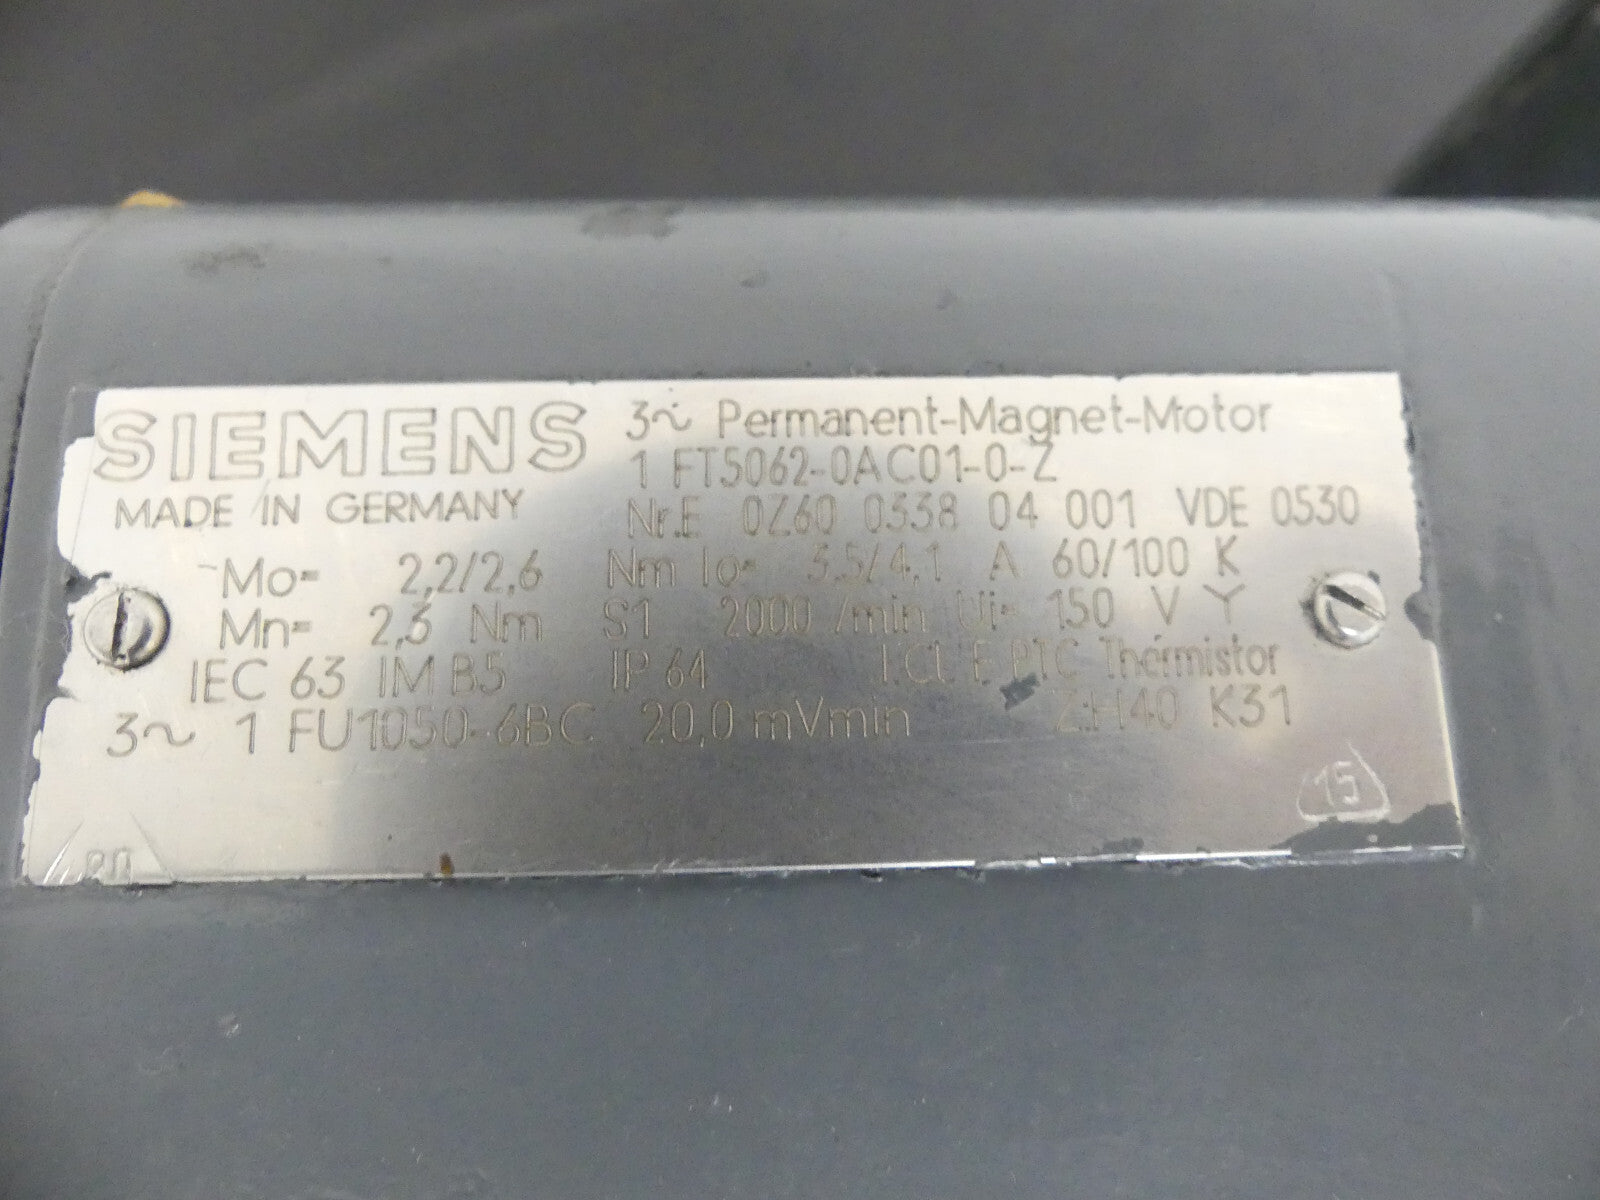 SIEMENS
MADE IN GERMANY
3~ Permanent-Magnet-Motor
1 FT5062-0AC01-0-Z
Nr.E 0Z60 0338 04 001 VDE 0530
Mo= 2,2/2,6 Nm Io= 3,5/4,1 A 60/100 K
Mn= 2,3 Nm S1 2000 /min Ui= 150 V Y
IEC 63 IM B5 IP 64 I.Cl. F PTC Thermistor
3~ 1 FU1050-6BC 20,0 mVmin Z:H40 K31
15